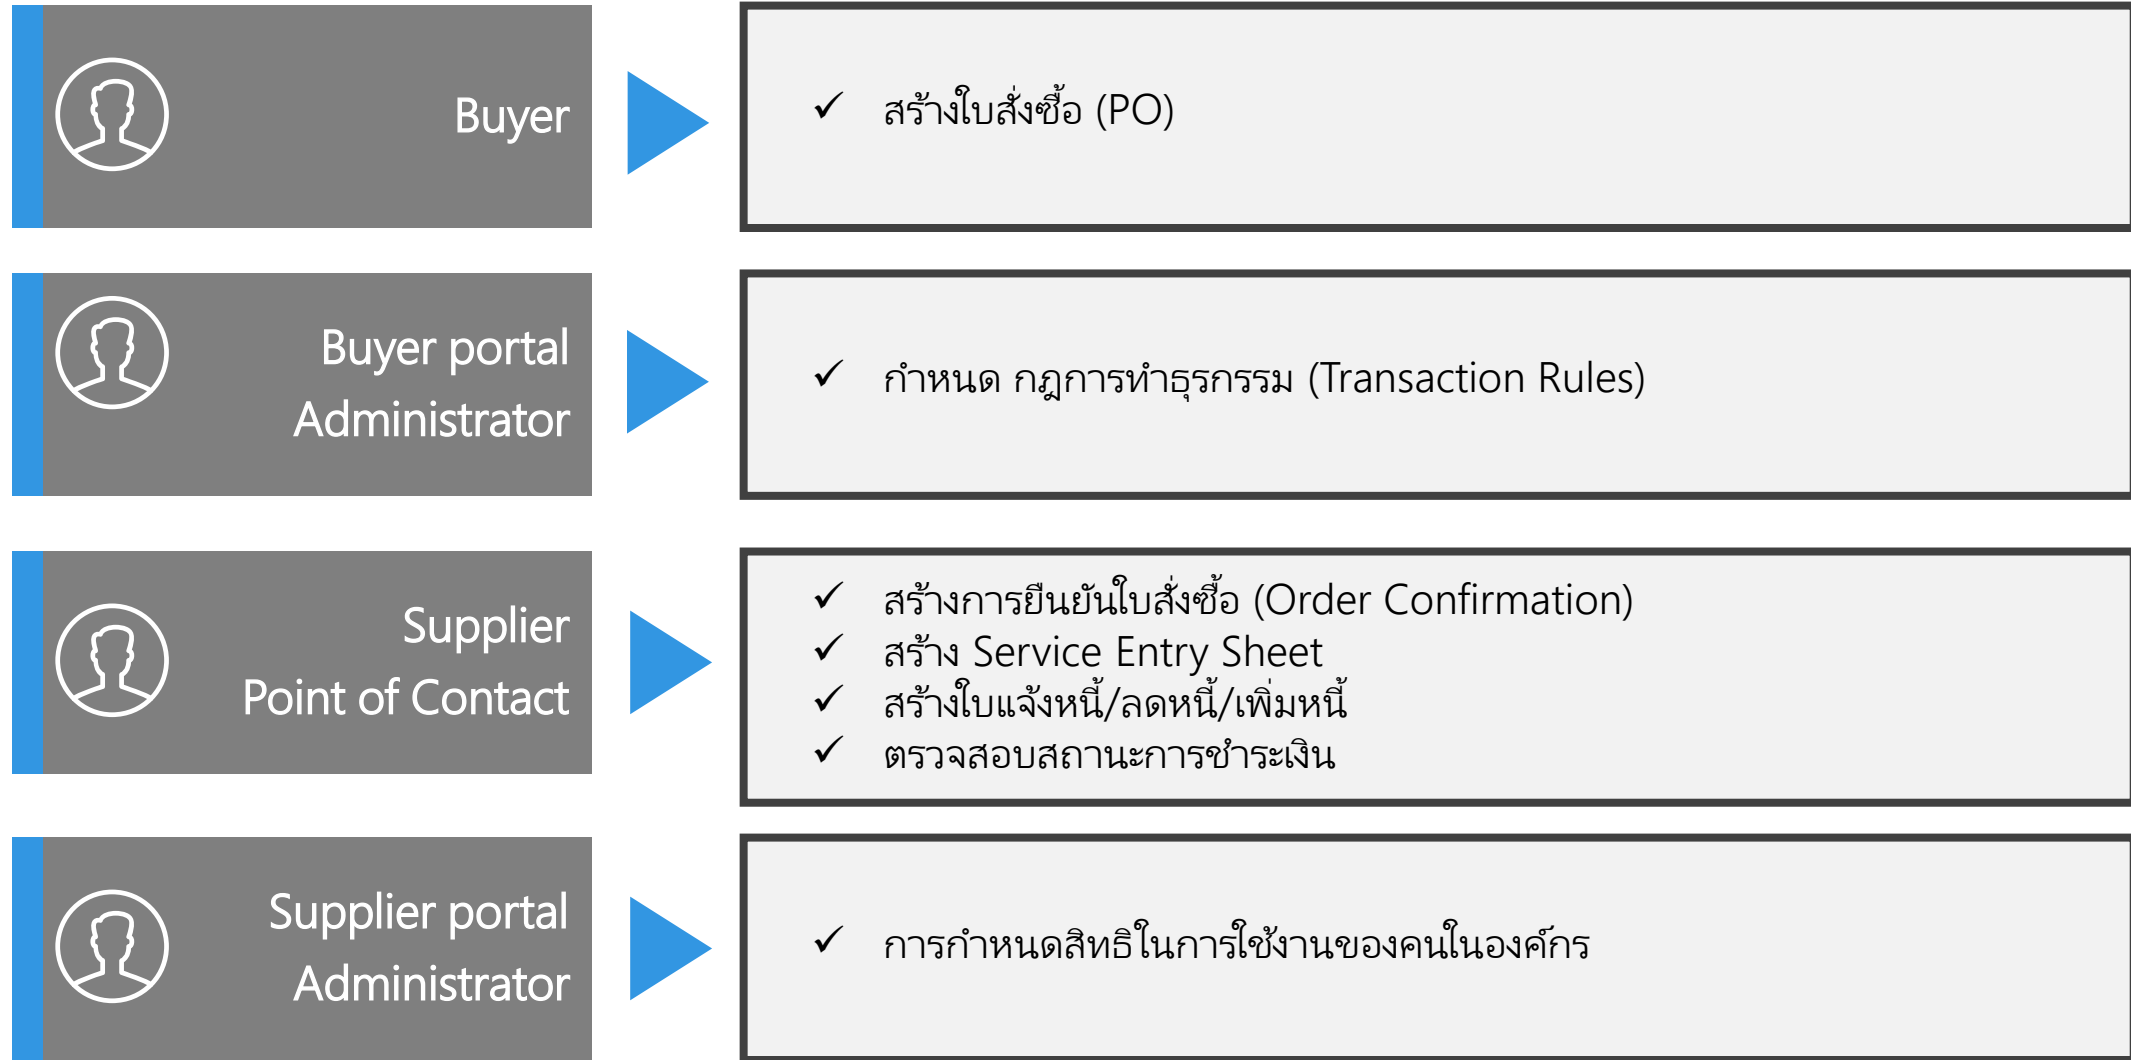 Buyer
✓ สร้างใบสั่งซื้อ (PO)
Buyer portal
Administrator
✓ กำหนด กฎการทำธุรกรรม (Transaction Rules)
Supplier
Point of Contact
✓ สร้างการยืนยันใบสั่งซื้อ (Order Confirmation)
✓ สร้าง Service Entry Sheet
✓ สร้างใบแจ้งหนี้/ลดหนี้/เพิ่มหนี้
✓ ตรวจสอบสถานะการชำระเงิน
Supplier portal
Administrator
✓ การกำหนดสิทธิในการใช้งานของคนในองค์กร